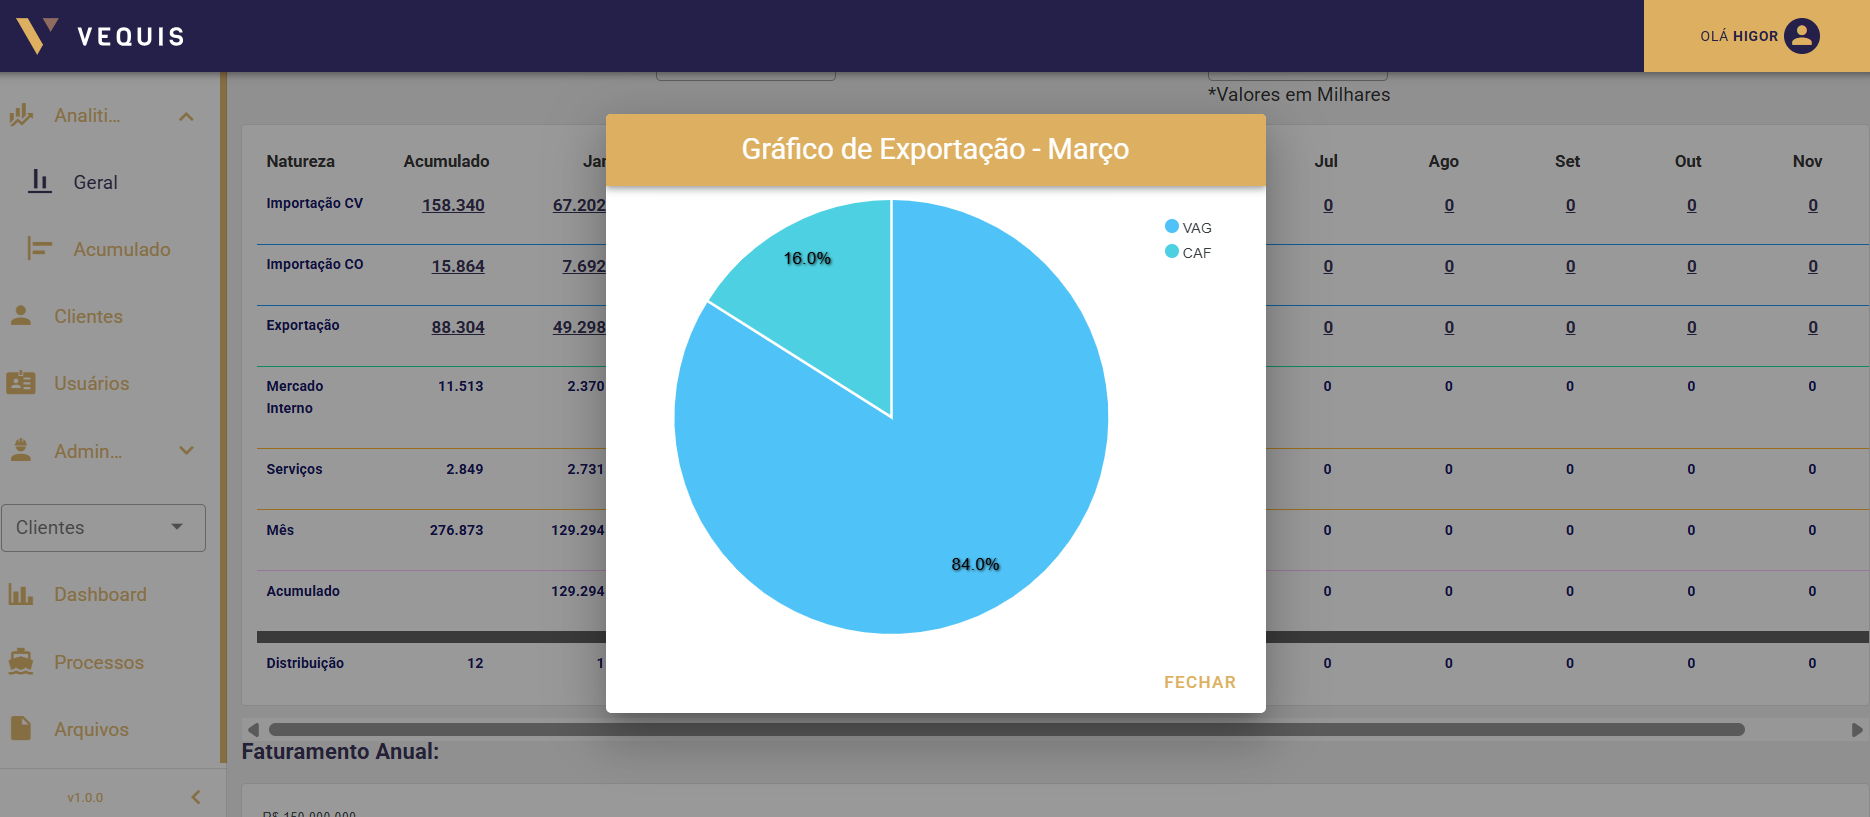 VEQUIS
OLÁ HIGOR
Analiti...
Geral
Acumulado
Clientes
Usuários
Admin...
Clientes
Dashboard
Processos
Arquivos
v1.0.0
*Valores em Milhares
Natureza Acumulado Jul Ago Set Out Nov
Importação CV 158.340 67.202 0 0 0 0 0
Importação CO 15.864 7.692 0 0 0 0 0
Exportação 88.304 49.298 0 0 0 0 0
Mercado Interno 11.513 2.370 0 0 0 0 0
Serviços 2.849 2.731 0 0 0 0 0
Mês 276.873 129.294 0 0 0 0 0
Acumulado 129.294 0 0 0 0 0
Distribuição 12 1 0 0 0 0 0
Faturamento Anual:
Gráfico de Exportação - Março
16.0%
84.0%
VAG
CAF
FECHAR